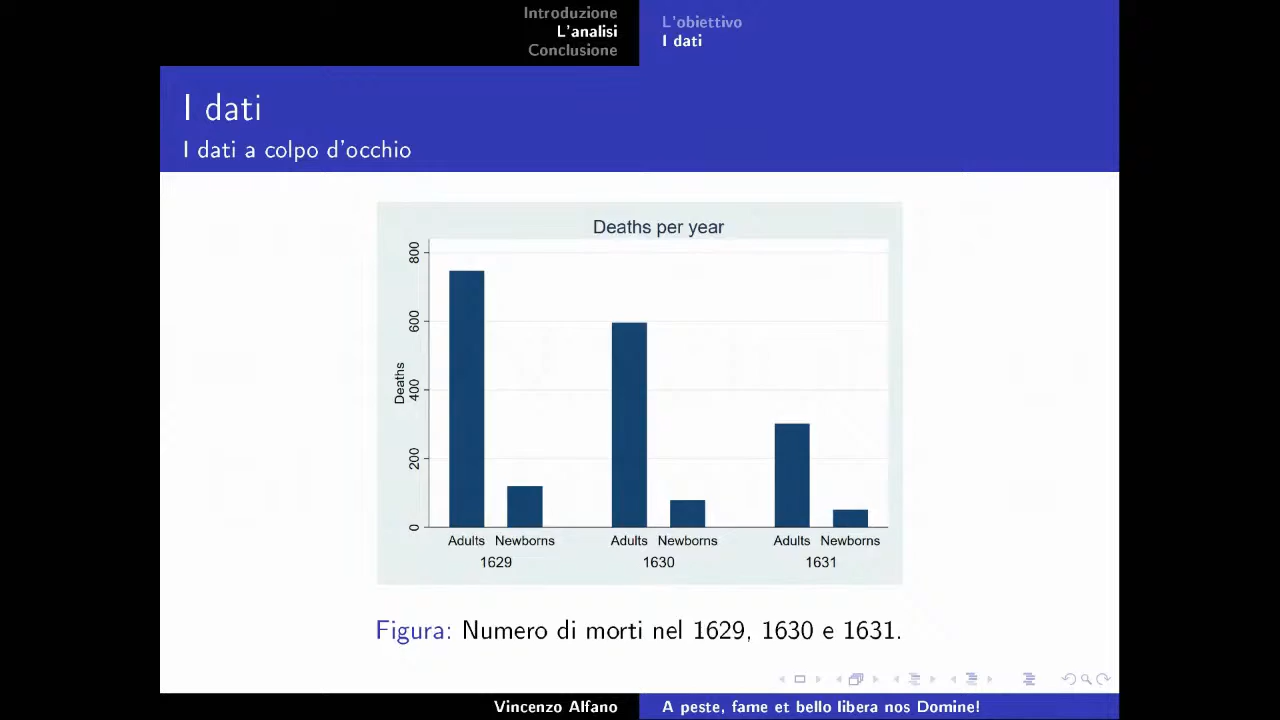 Introduzione
L'analisi
Conclusione
L'obiettivo
I dati
I dati
I dati a colpo d'occhio
Deaths per year
Deaths
800
600
400
200
0
Adults Newborns Adults Newborns Adults Newborns
1629 1630 1631
Figura: Numero di morti nel 1629, 1630 e 1631.
Vincenzo Alfano
A peste, fame et bello libera nos Domine!